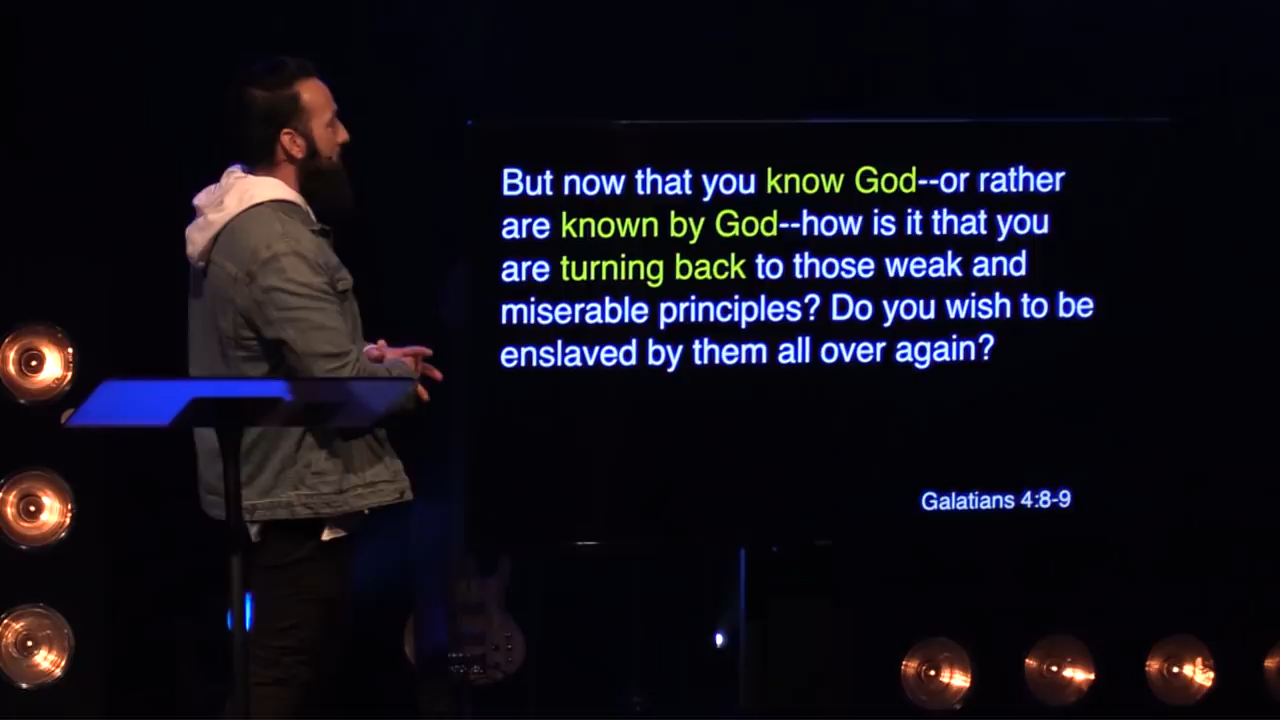 But now that you know God--or rather
are known by God--how is it that you
are turning back to those weak and
miserable principles? Do you wish to be
enslaved by them all over again?
Galatians 4:8-9